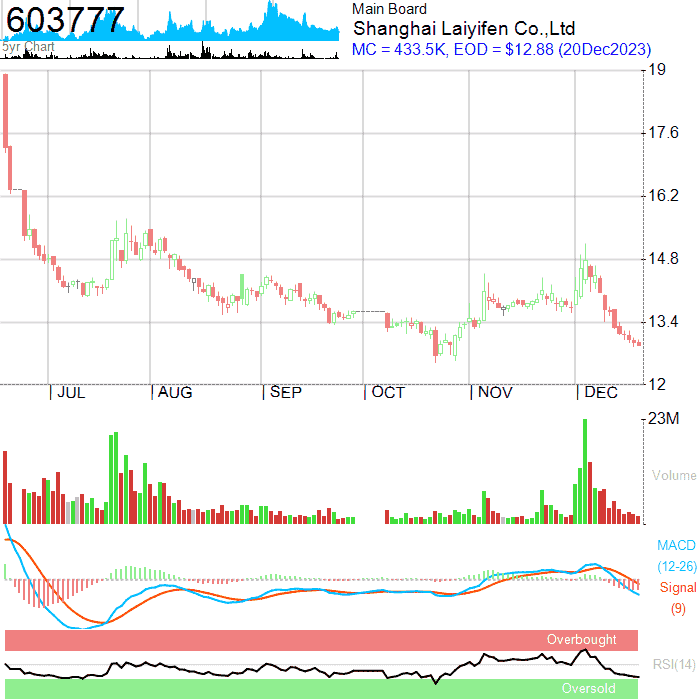 603777
5yr Chart
Main Board
Shanghai Laiyifen Co.,Ltd
MC = 433.5K, EOD = $12.88 (20Dec2023)
19
17.6
16.2
14.8
13.4
12
JUL AUG SEP OCT NOV DEC
23M
Volume
MACD
(12-26)
Signal
(9)
Overbought
RSI(14)
Oversold